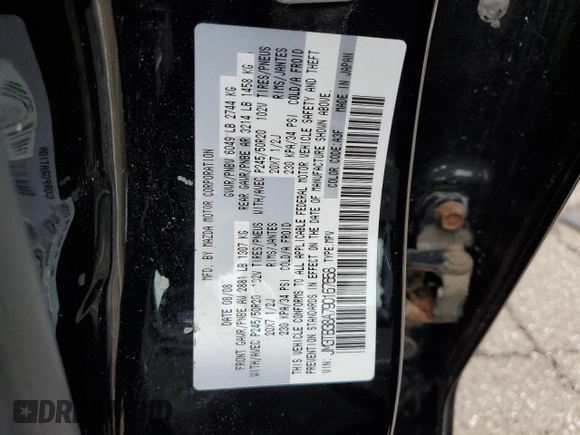 MFD. BY MAZDA MOTOR CORPORATION
DATE 08/08 GVWR/PNBV 6049 LB 2744 KG
FRONT GAWR/PNBE AV 2881 LB 1307 KG REAR GAWR/PNBE AR 3214 LB 1458 KG
WITH/AVEC P245/50R20 102V TIRES/PNEUS WITH/AVEC P245/50R20 102V TIRES/PNEUS
20X7 1/2J RIMS/JANTES 20X7 1/2J RIMS/JANTES
230 KPA/34 PSI COLD/A FROID 230 KPA/34 PSI COLD/A FROID
THIS VEHICLE CONFORMS TO ALL APPLICABLE FEDERAL MOTOR VEHICLE SAFETY AND THEFT
PREVENTION STANDARDS IN EFFECT ON THE DATE OF MANUFACTURE SHOWN ABOVE.
VIN: JM3TB38A790167658 TYPE: MPV COLOR CODE: A3F MADE IN JAPAN